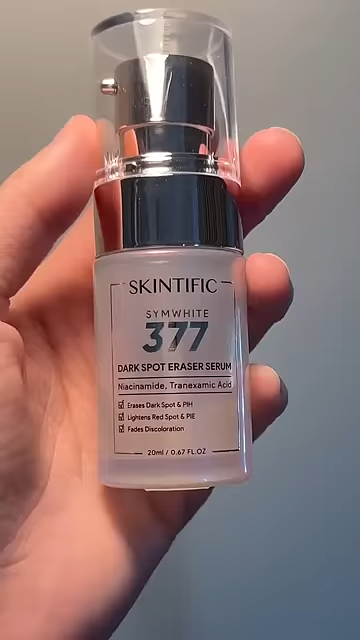 SKINTIFIC
SYMWHITE
377
DARK SPOT ERASER SERUM
Niacinamide, Tranexamic Acid
Erases Dark Spot & PIH
Lightens Red Spot & PIE
Fades Discoloration
20ml / 0.67 FL.OZ